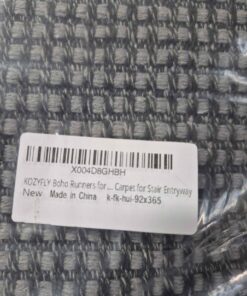 X004D8GHBH
KOZYFLY Boho Runners for ... Carpet for Stair Entryway
New Made in China k-fk-hui-92x365